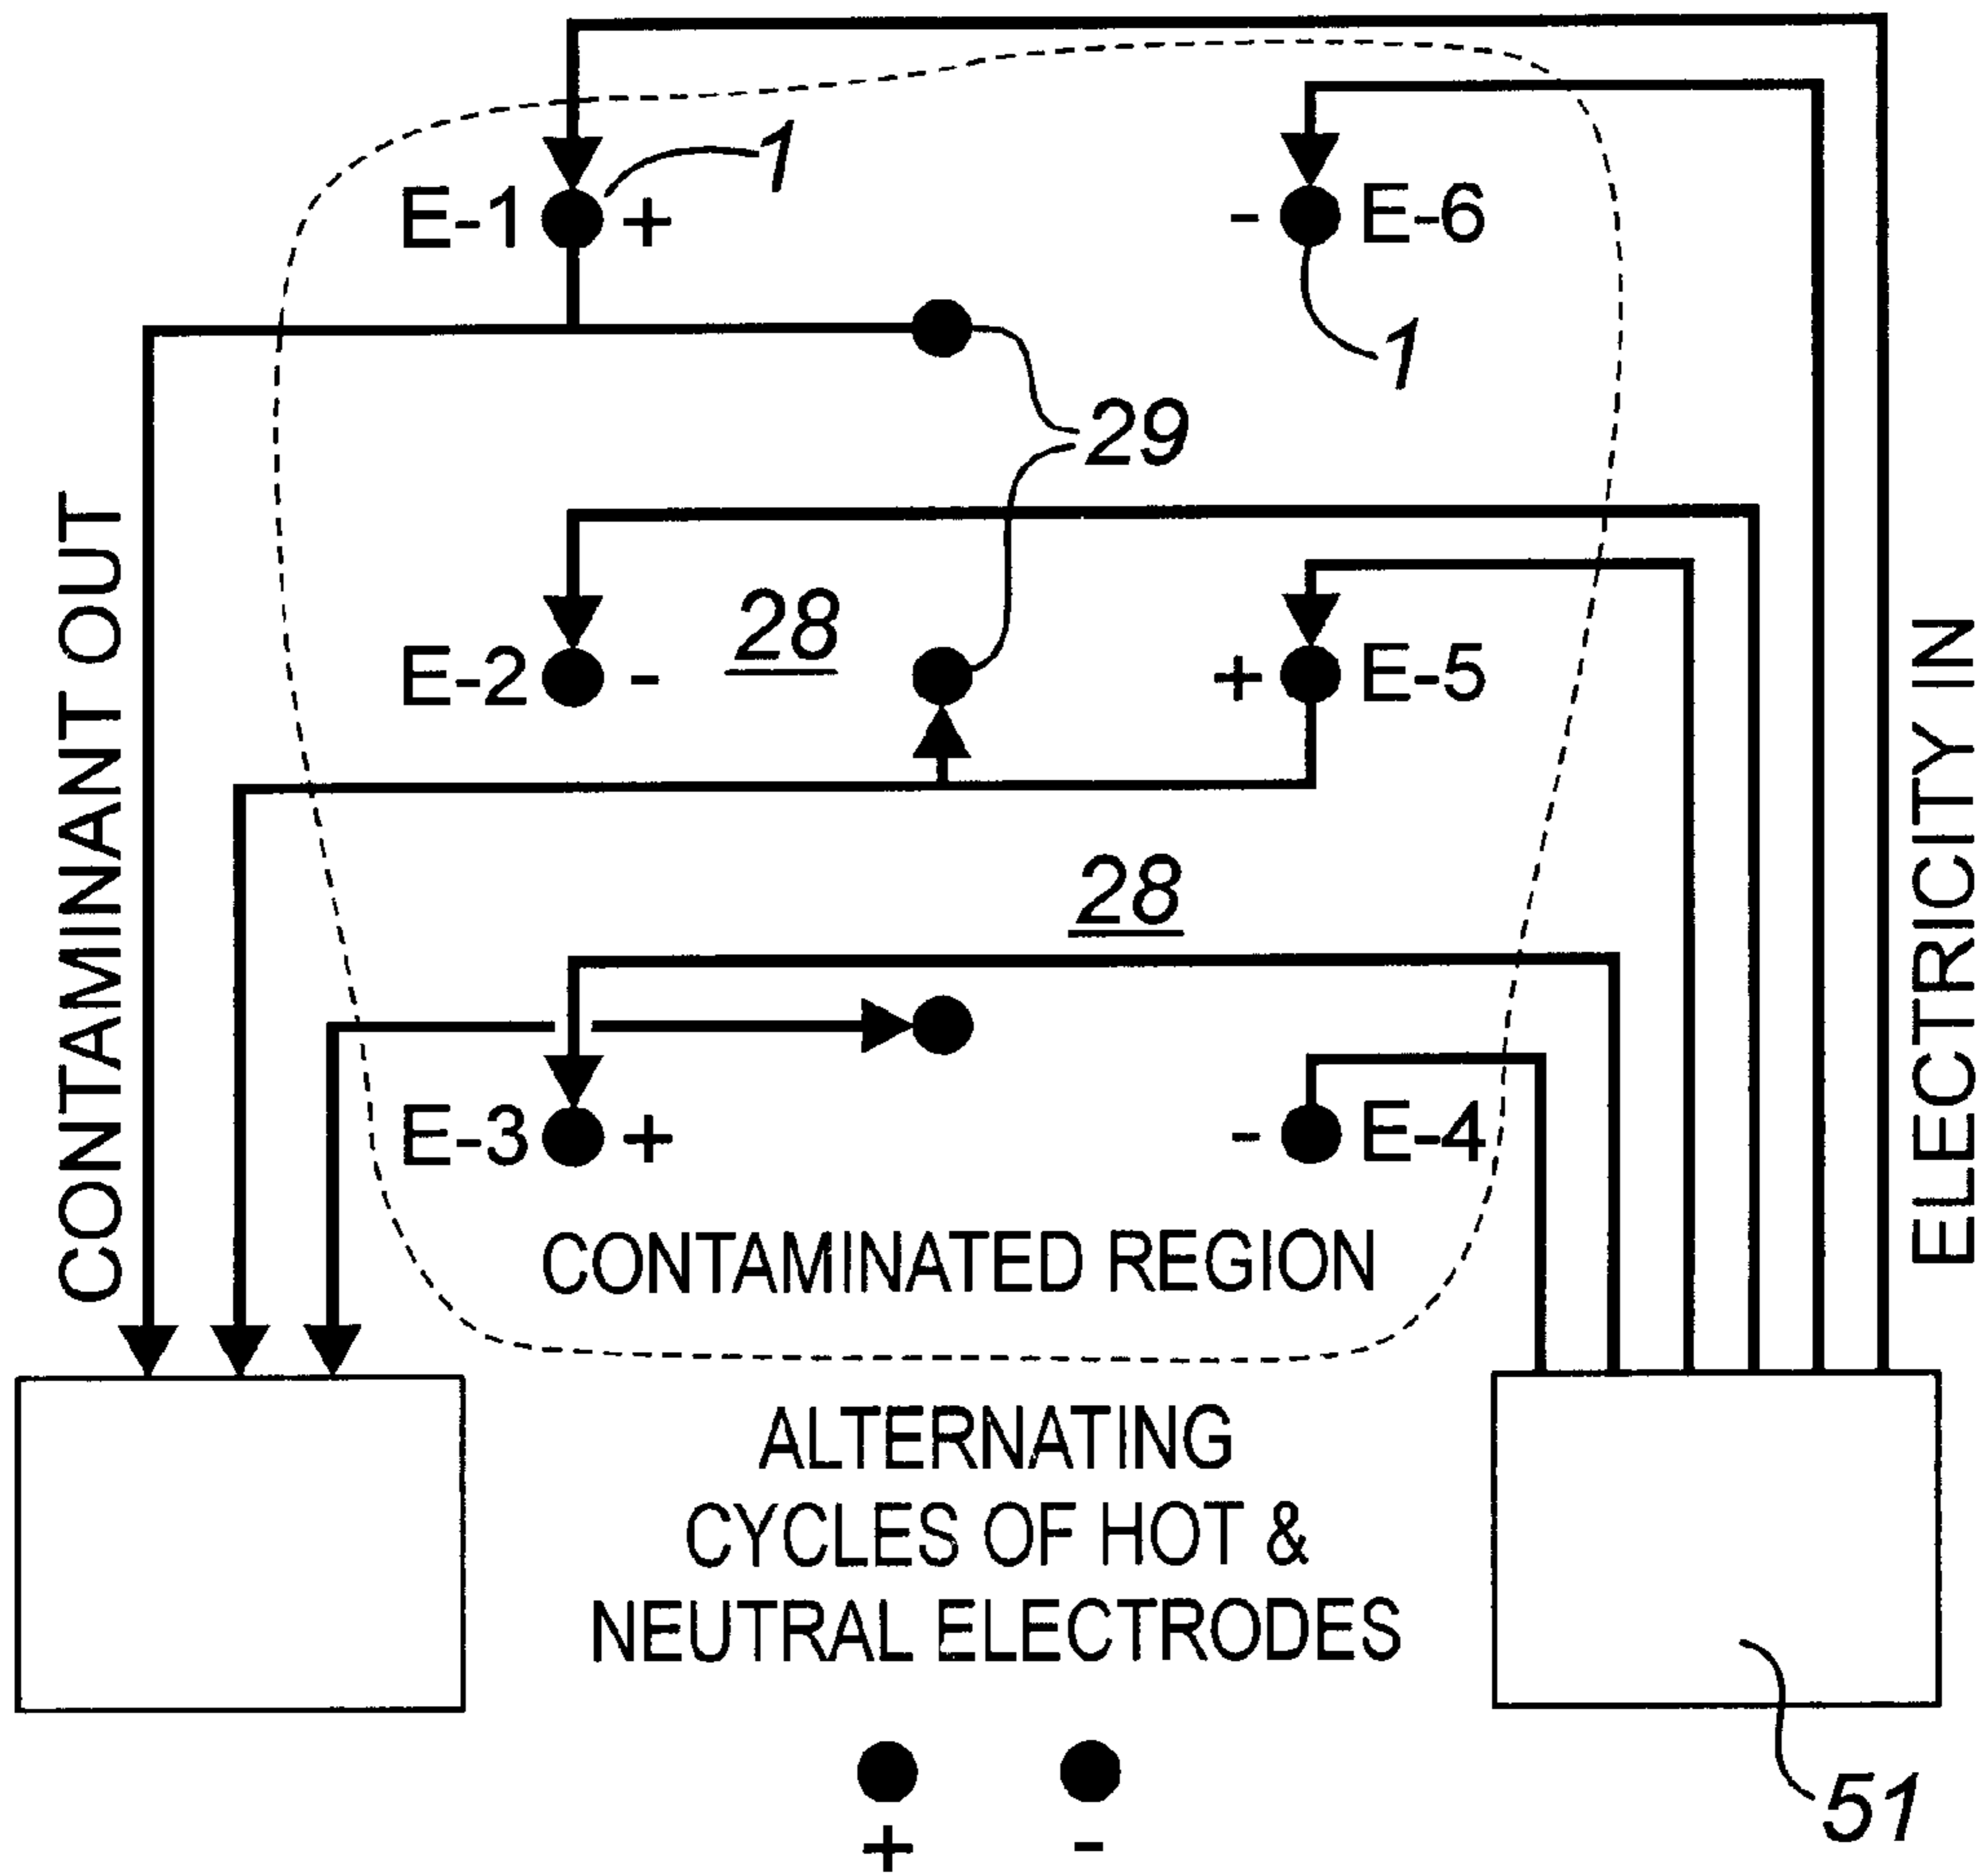 1
E-1 +
- E-6
1
29
CONTAMINANT OUT
ELECTRICITY IN
28
E-2 -
+ E-5
28
E-3 +
- E-4
CONTAMINATED REGION
ALTERNATING
CYCLES OF HOT &
NEUTRAL ELECTRODES
51
+ -